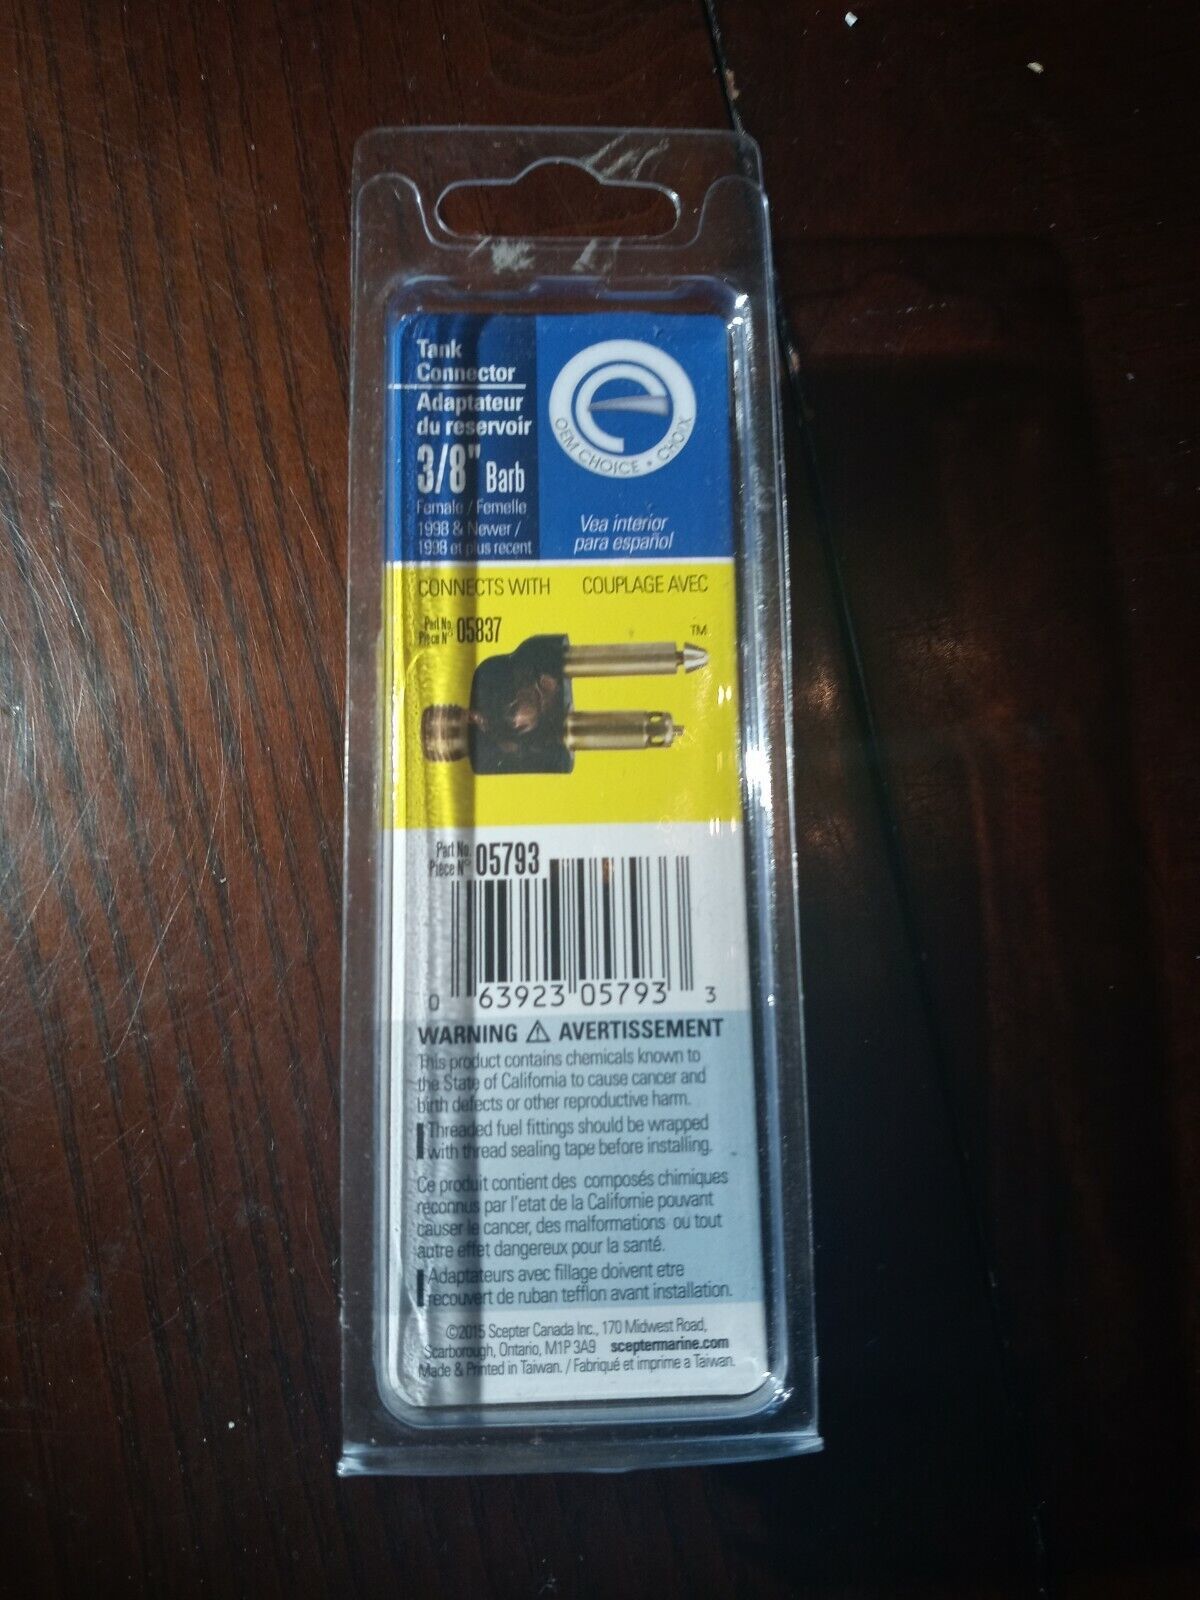 Tank
Connector
Adaptateur
du reservoir
3/8" Barb
Female / Femelle
1998 & Newer /
1998 et plus recent
e
OEM CHOICE • CHOIX
Vea interior
para español
CONNECTS WITH COUPLAGE AVEC
Part No.
Pièce N° 05837
TM
Part No.
Pièce N° 05793
0 63923 05793 3
WARNING ⚠ AVERTISSEMENT
This product contains chemicals known to
the State of California to cause cancer and
birth defects or other reproductive harm.
Threaded fuel fittings should be wrapped
with thread sealing tape before installing.
Ce produit contient des composés chimiques
reconnus par l'etat de la Californie pouvant
causer le cancer, des malformations ou tout
autre effet dangereux pour la santé.
Adaptateurs avec fillage doivent etre
recouvert de ruban tefflon avant installation.
©2015 Scepter Canada Inc., 170 Midwest Road,
Scarborough, Ontario, M1P 3A9 sceptermarine.com
Made & Printed in Taiwan. / Fabriqué et imprime a Taiwan.